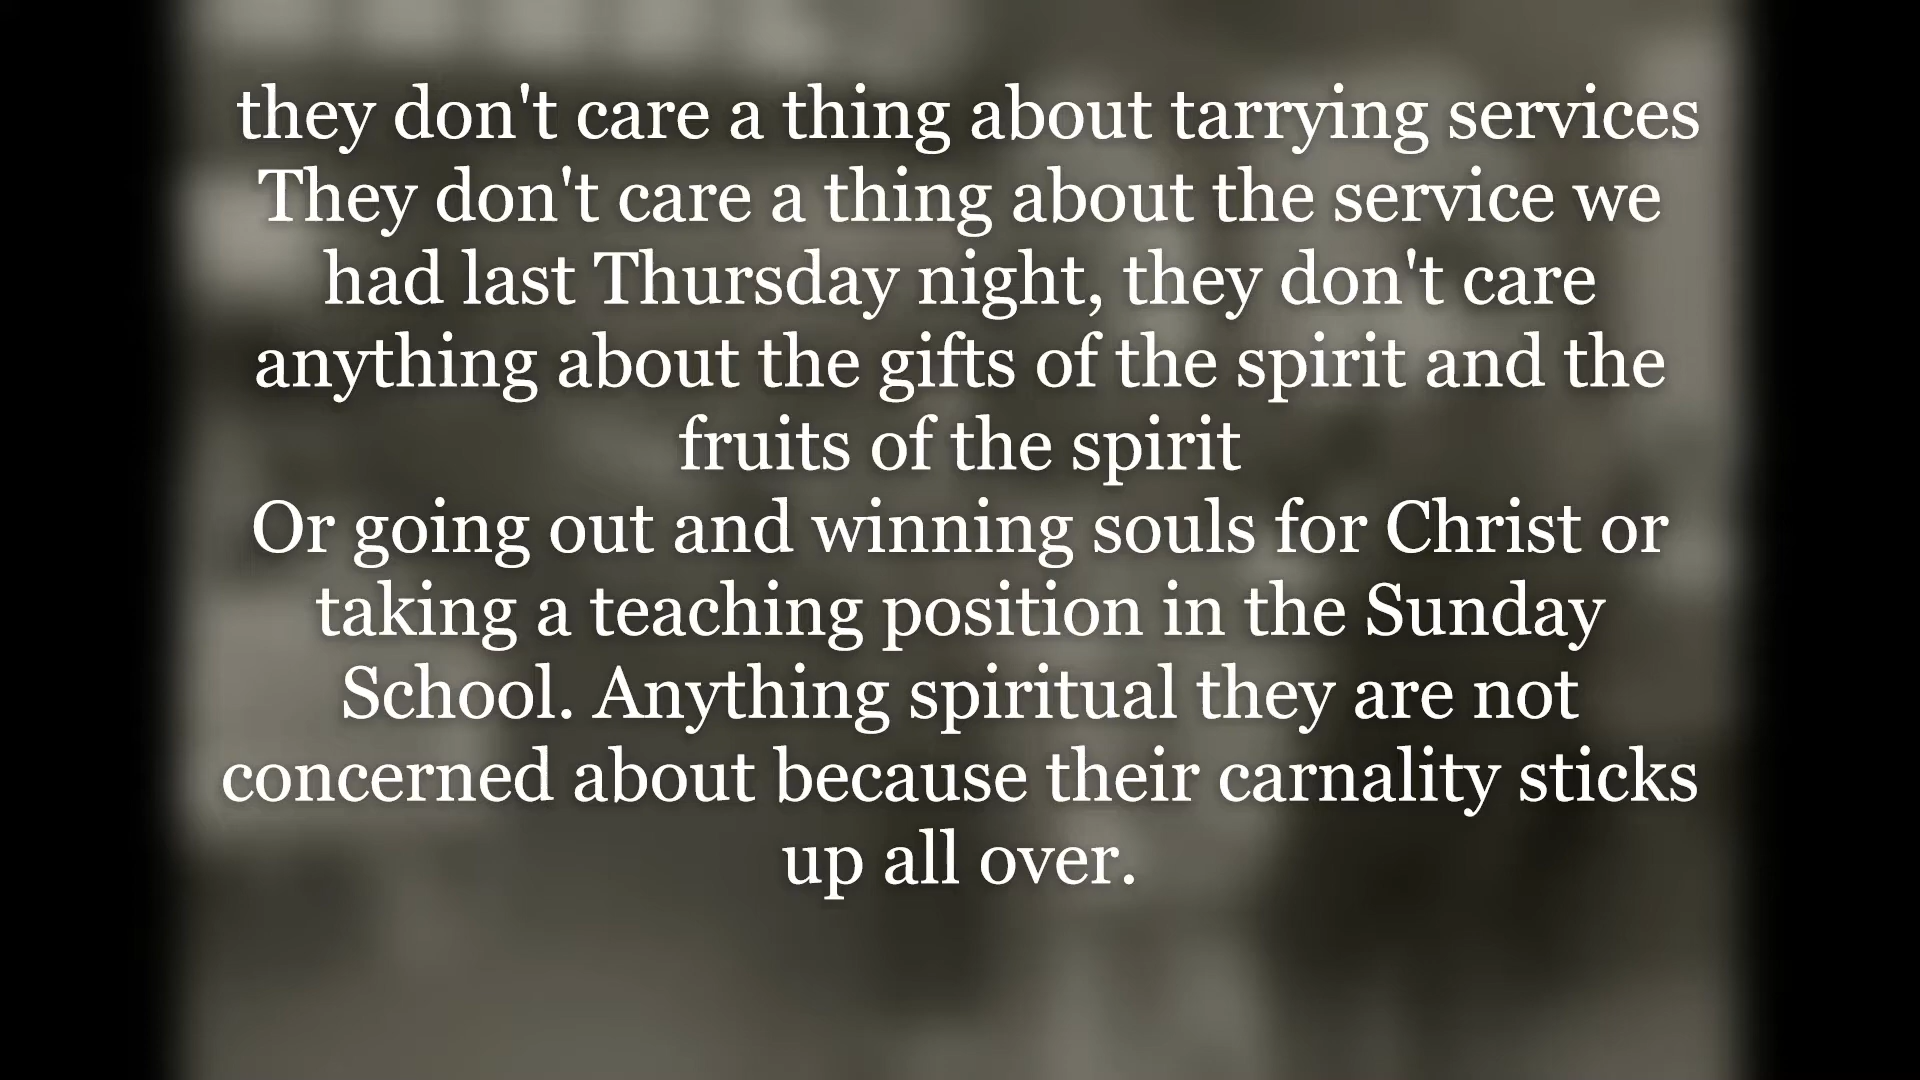 they don't care a thing about tarrying services
They don't care a thing about the service we
had last Thursday night, they don't care
anything about the gifts of the spirit and the
fruits of the spirit
Or going out and winning souls for Christ or
taking a teaching position in the Sunday
School. Anything spiritual they are not
concerned about because their carnality sticks
up all over.